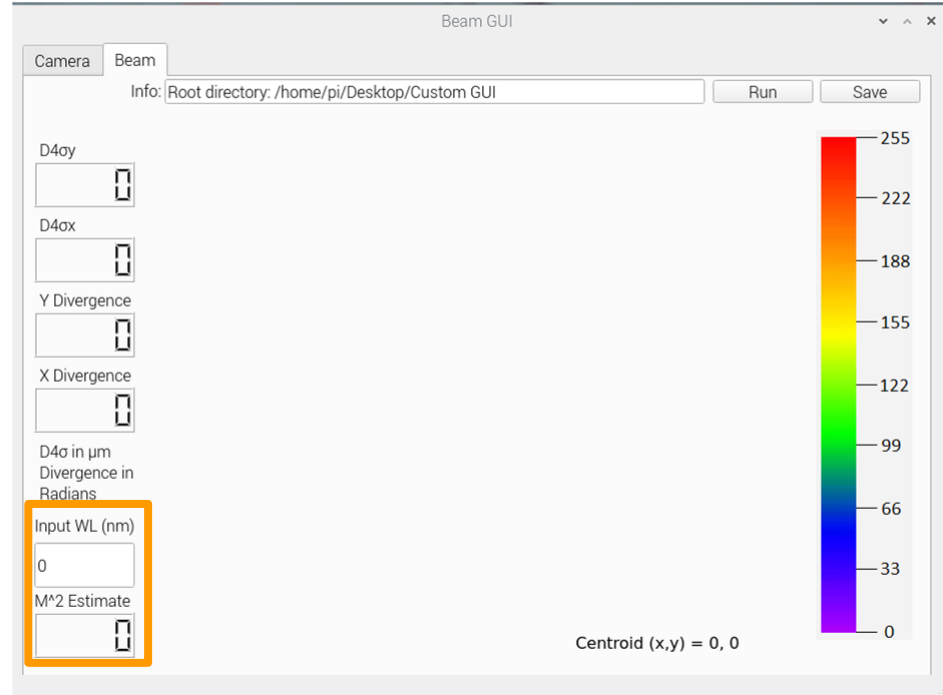 Beam GUI
Camera Beam
Info: Root directory: /home/pi/Desktop/Custom GUI Run Save
D4σy
0
D4σx
0
Y Divergence
0
X Divergence
0
D4σ in µm
Divergence in
Radians
Input WL (nm)
0
M^2 Estimate
0
255
222
188
155
122
99
66
33
0
Centroid (x,y) = 0, 0